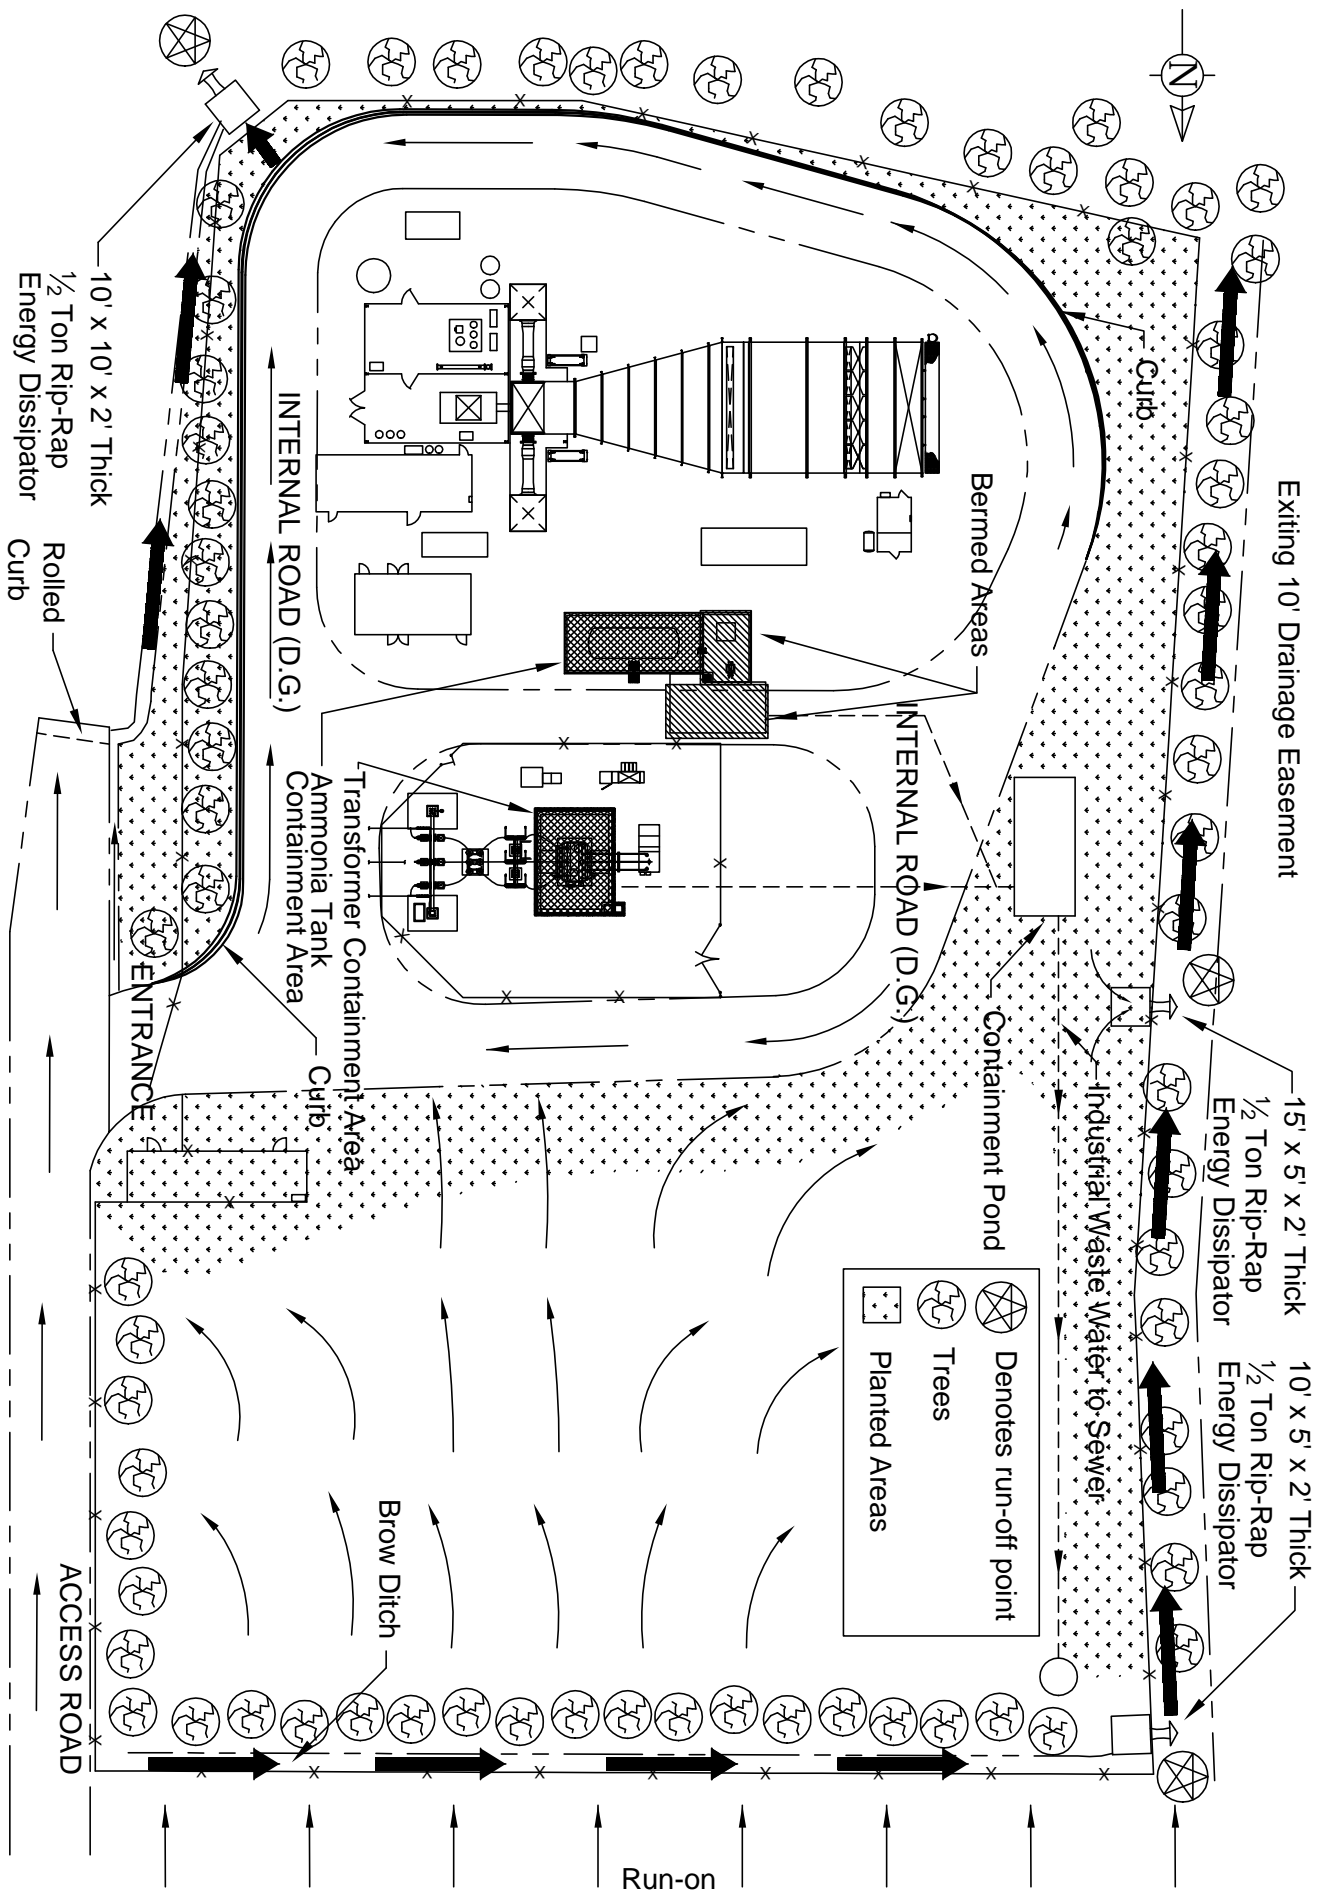 N
Exiting 10' Drainage Easement
15' x 5' x 2' Thick
½ Ton Rip-Rap
Energy Dissipator
10' x 5' x 2' Thick
½ Ton Rip-Rap
Energy Dissipator
Curb
Bermed Areas
INTERNAL ROAD (D.G.)
Containment Pond
Industrial Waste Water to Sewer
Denotes run-off point
Trees
Planted Areas
INTERNAL ROAD (D.G.)
Transformer Containment Area
Ammonia Tank
Containment Area
Curb
Brow Ditch
ENTRANCE
10' x 10' x 2' Thick
½ Ton Rip-Rap
Energy Dissipator
Rolled
Curb
ACCESS ROAD
Run-on